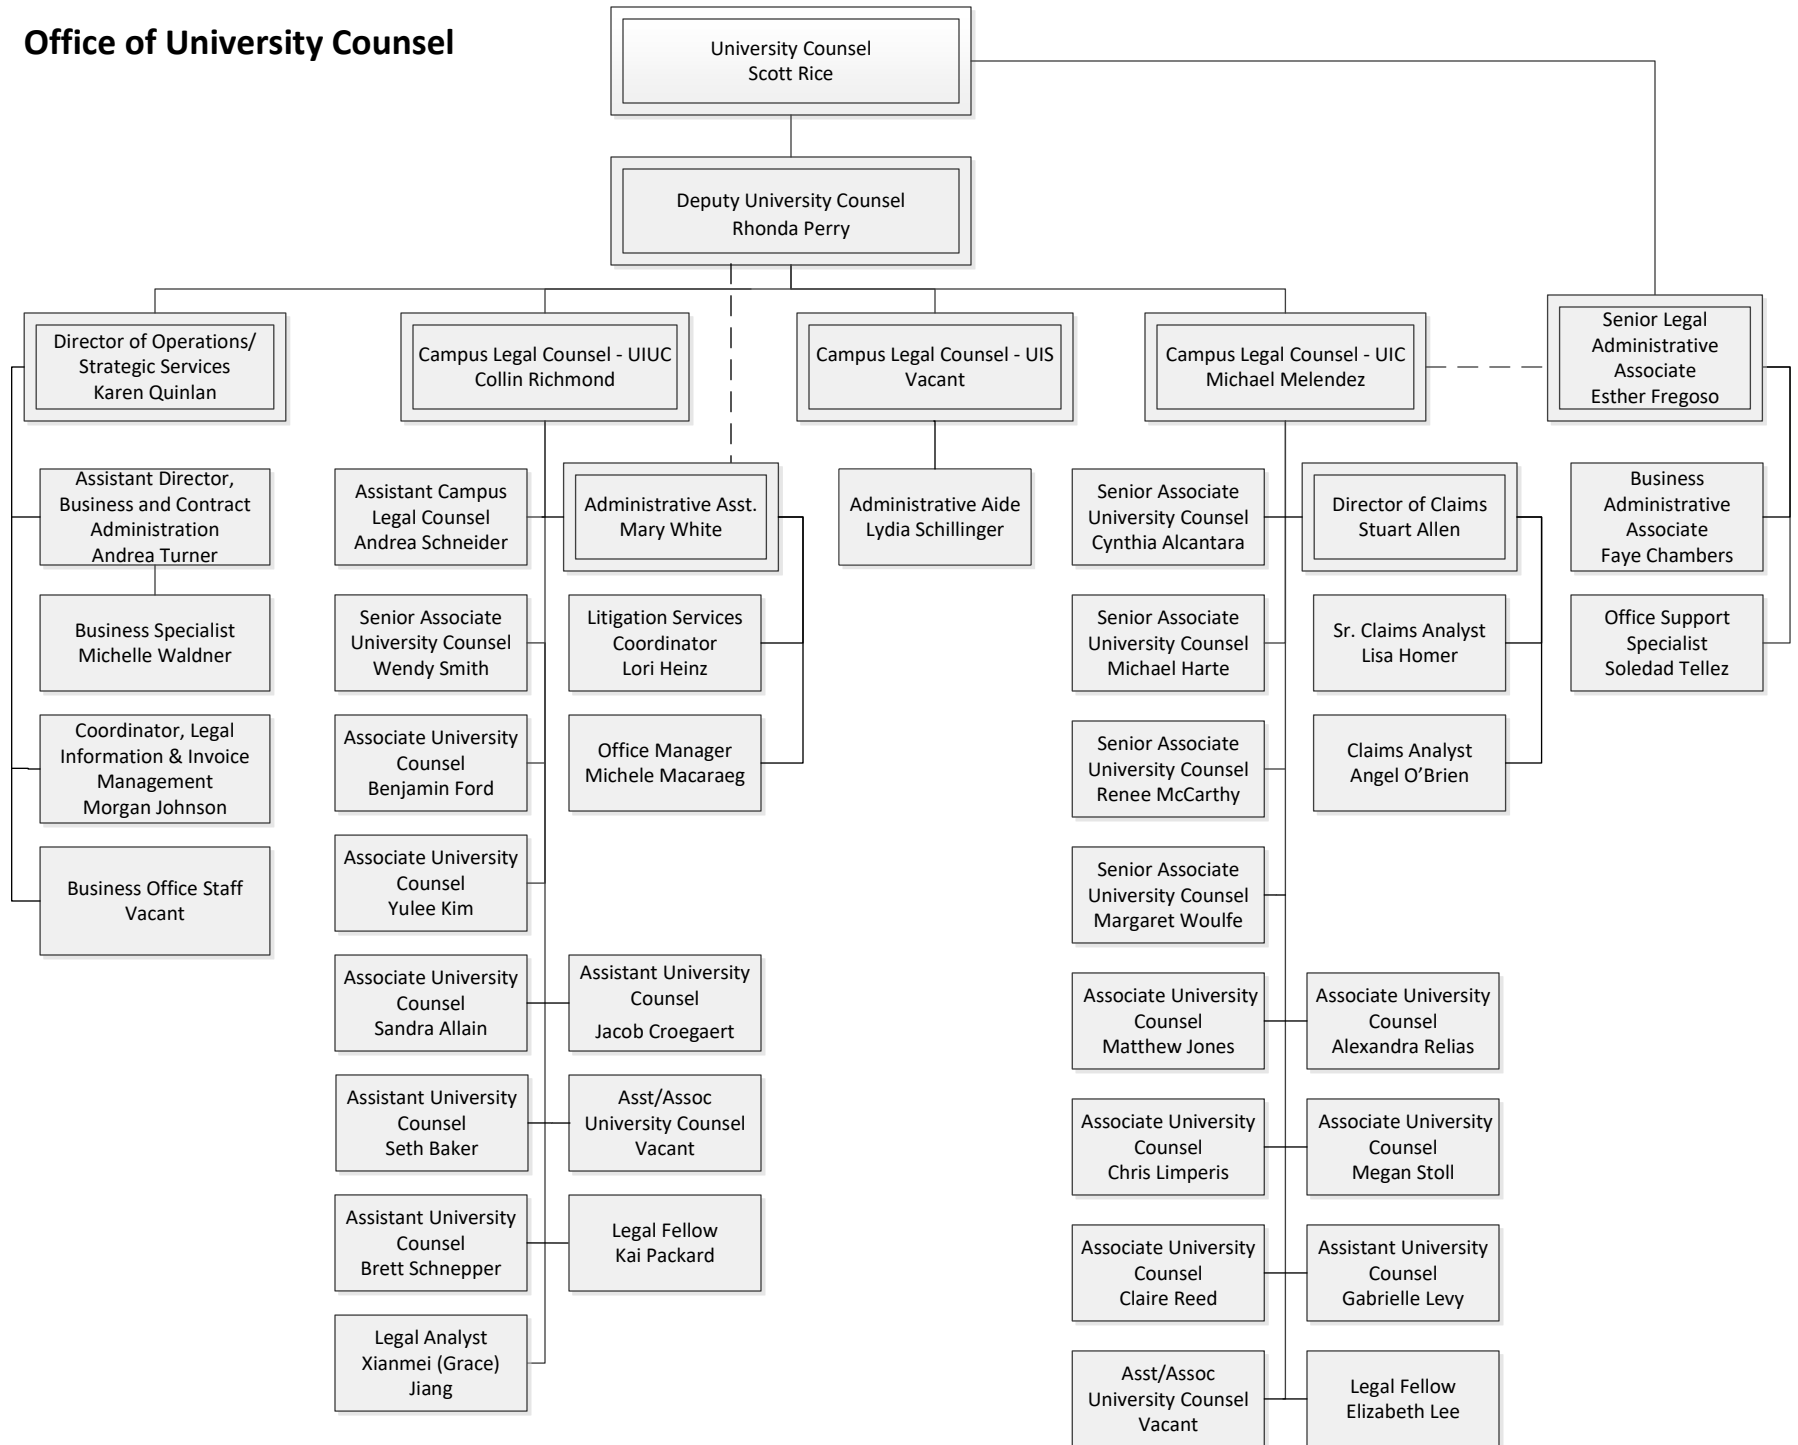 Office of University Counsel
University Counsel
Scott Rice
Deputy University Counsel
Rhonda Perry
Director of Operations/
Strategic Services
Karen Quinlan
Campus Legal Counsel - UIUC
Collin Richmond
Campus Legal Counsel - UIS
Vacant
Campus Legal Counsel - UIC
Michael Melendez
Senior Legal
Administrative
Associate
Esther Fregoso
Assistant Director,
Business and Contract
Administration
Andrea Turner
Business Specialist
Michelle Waldner
Coordinator, Legal
Information & Invoice
Management
Morgan Johnson
Business Office Staff
Vacant
Assistant Campus
Legal Counsel
Andrea Schneider
Administrative Asst.
Mary White
Senior Associate
University Counsel
Wendy Smith
Litigation Services
Coordinator
Lori Heinz
Associate University
Counsel
Benjamin Ford
Office Manager
Michele Macaraeg
Associate University
Counsel
Yulee Kim
Associate University
Counsel
Sandra Allain
Assistant University
Counsel
Jacob Croegaert
Assistant University
Counsel
Seth Baker
Asst/Assoc
University Counsel
Vacant
Assistant University
Counsel
Brett Schnepper
Legal Fellow
Kai Packard
Legal Analyst
Xianmei (Grace)
Jiang
Administrative Aide
Lydia Schillinger
Senior Associate
University Counsel
Cynthia Alcantara
Director of Claims
Stuart Allen
Senior Associate
University Counsel
Michael Harte
Sr. Claims Analyst
Lisa Homer
Senior Associate
University Counsel
Renee McCarthy
Claims Analyst
Angel O’Brien
Senior Associate
University Counsel
Margaret Woulfe
Associate University
Counsel
Matthew Jones
Associate University
Counsel
Alexandra Relias
Associate University
Counsel
Chris Limperis
Associate University
Counsel
Megan Stoll
Associate University
Counsel
Claire Reed
Assistant University
Counsel
Gabrielle Levy
Asst/Assoc
University Counsel
Vacant
Legal Fellow
Elizabeth Lee
Business
Administrative
Associate
Faye Chambers
Office Support
Specialist
Soledad Tellez